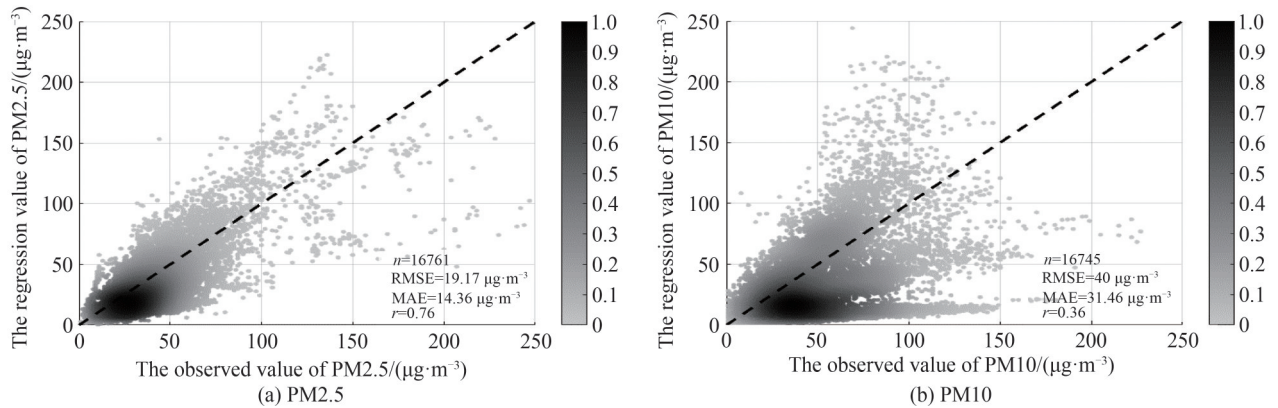 The regression value of PM2.5/(μg·m⁻³)
250
200
150
100
50
0
0 50 100 150 200 250
n=16761
RMSE=19.17 μg·m⁻³
MAE=14.36 μg·m⁻³
r=0.76
1.0
0.9
0.8
0.7
0.6
0.5
0.4
0.3
0.2
0.1
0
The observed value of PM2.5/(μg·m⁻³)
(a) PM2.5
The regression value of PM10/(μg·m⁻³)
250
200
150
100
50
0
0 50 100 150 200 250
n=16745
RMSE=40 μg·m⁻³
MAE=31.46 μg·m⁻³
r=0.36
1.0
0.9
0.8
0.7
0.6
0.5
0.4
0.3
0.2
0.1
0
The observed value of PM10/(μg·m⁻³)
(b) PM10